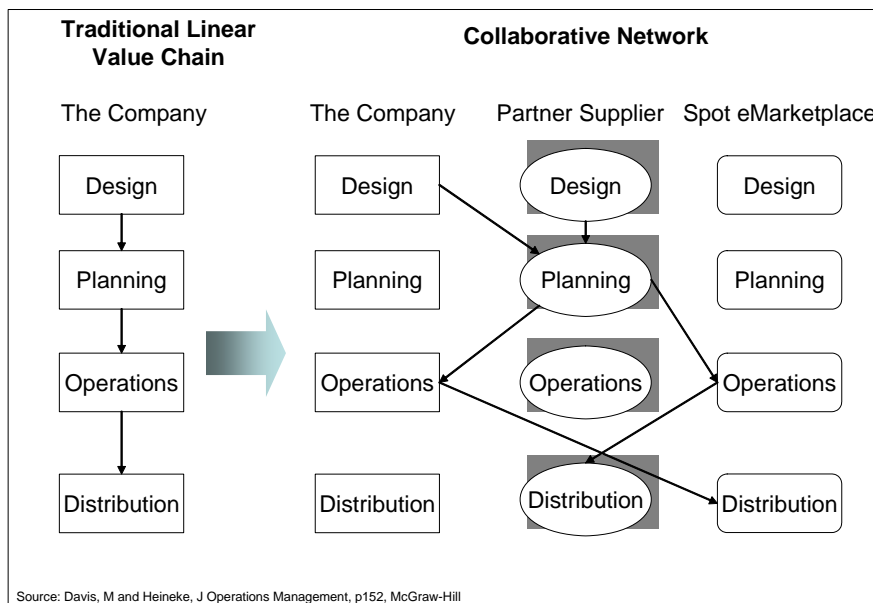 Traditional Linear
Value Chain
Collaborative Network
The Company
The Company
Partner Supplier
Spot eMarketplace
Design
Design
Design
Design
Planning
Planning
Planning
Planning
Operations
Operations
Operations
Operations
Distribution
Distribution
Distribution
Distribution
Source: Davis, M and Heineke, J Operations Management, p152, McGraw-Hill